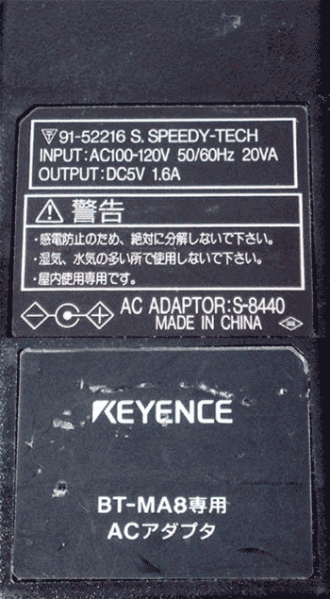 91-52216 S. SPEEDY-TECH
INPUT:AC100-120V 50/60Hz 20VA
OUTPUT:DC5V 1.6A
警告
・感電防止のため、絶対に分解しないで下さい。
・湿気、水気の多い所で使用しないで下さい。
・屋内使用専用です。
AC ADAPTOR:S-8440
MADE IN CHINA
KEYENCE
BT-MA8専用
ACアダプタ